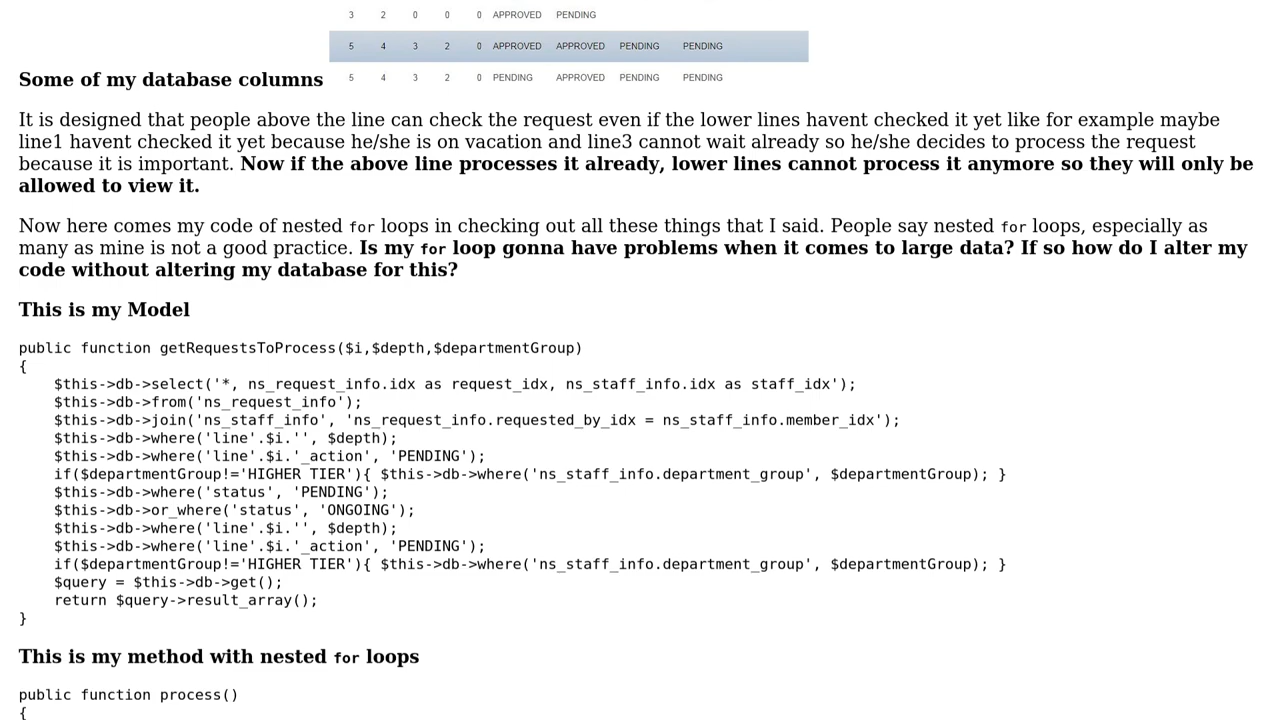 3 2 0 0 0 APPROVED PENDING
5 4 3 2 0 APPROVED APPROVED PENDING PENDING
Some of my database columns 5 4 3 2 0 PENDING APPROVED PENDING PENDING
It is designed that people above the line can check the request even if the lower lines havent checked it yet like for example maybe
line1 havent checked it yet because he/she is on vacation and line3 cannot wait already so he/she decides to process the request
because it is important. Now if the above line processes it already, lower lines cannot process it anymore so they will only be
allowed to view it.
Now here comes my code of nested for loops in checking out all these things that I said. People say nested for loops, especially as
many as mine is not a good practice. Is my for loop gonna have problems when it comes to large data? If so how do I alter my
code without altering my database for this?
This is my Model
public function getRequestsToProcess($i,$depth,$departmentGroup)
{
    $this->db->select('*, ns_request_info.idx as request_idx, ns_staff_info.idx as staff_idx');
    $this->db->from('ns_request_info');
    $this->db->join('ns_staff_info', 'ns_request_info.requested_by_idx = ns_staff_info.member_idx');
    $this->db->where('line'.$i.'', $depth);
    $this->db->where('line'.$i.'_action', 'PENDING');
    if($departmentGroup!='HIGHER TIER'){ $this->db->where('ns_staff_info.department_group', $departmentGroup); }
    $this->db->where('status', 'PENDING');
    $this->db->or_where('status', 'ONGOING');
    $this->db->where('line'.$i.'', $depth);
    $this->db->where('line'.$i.'_action', 'PENDING');
    if($departmentGroup!='HIGHER TIER'){ $this->db->where('ns_staff_info.department_group', $departmentGroup); }
    $query = $this->db->get();
    return $query->result_array();
}
This is my method with nested for loops
public function process()
{